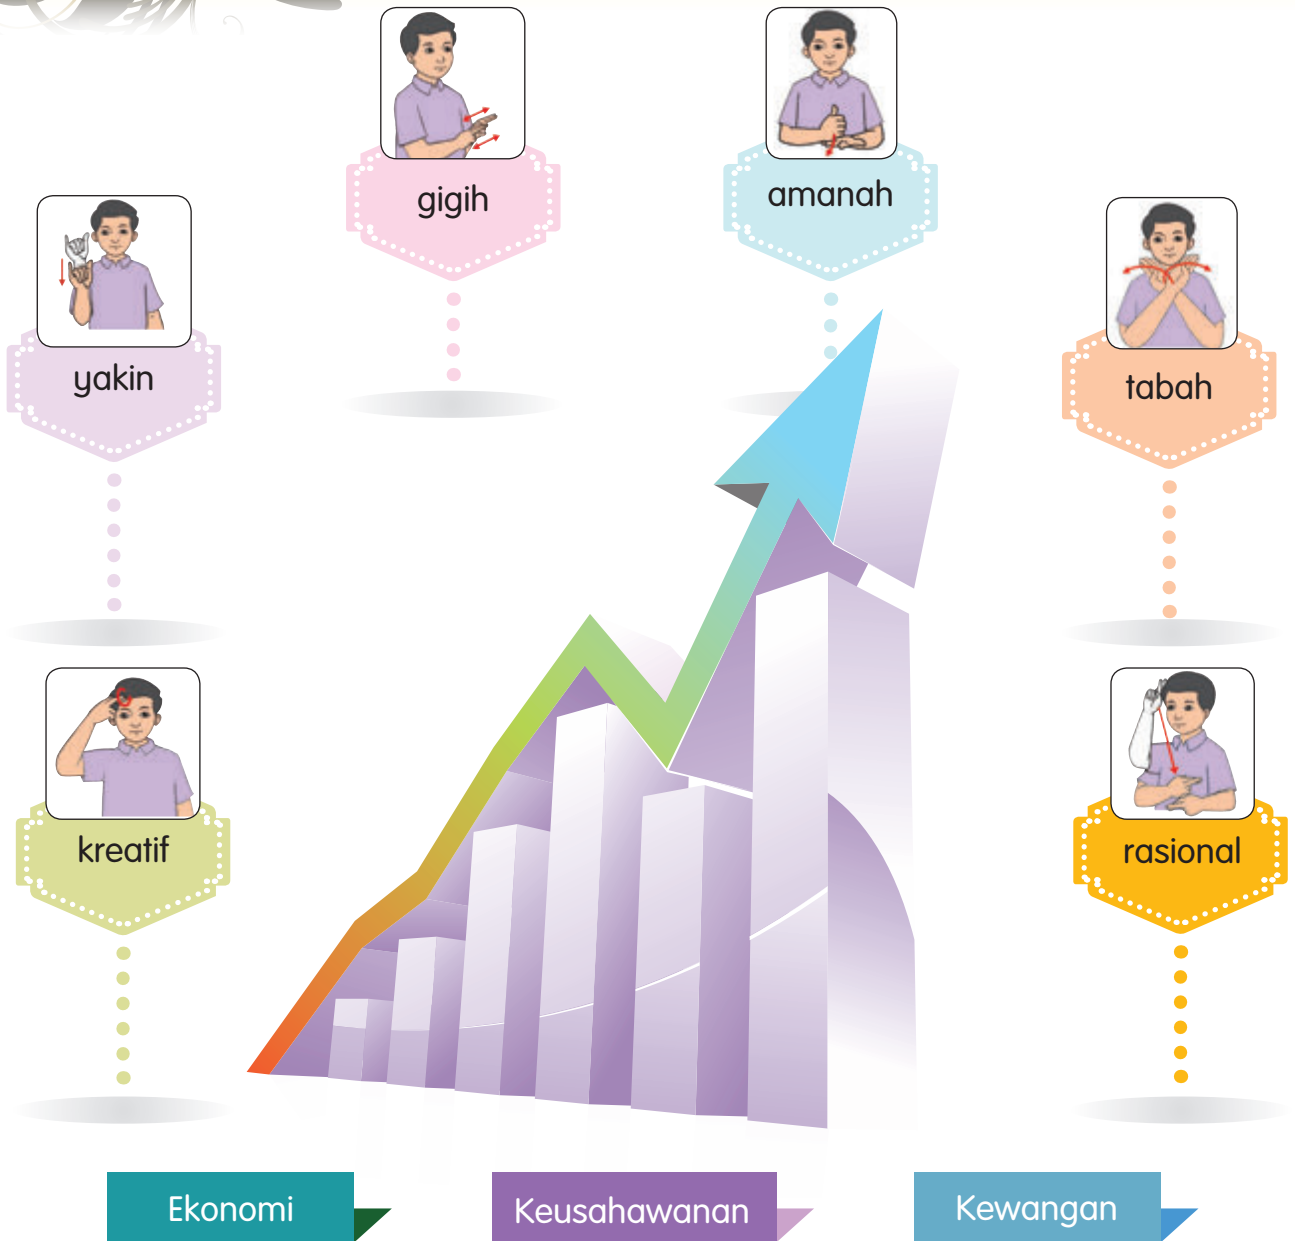 gigih
amanah
yakin
tabah
kreatif
rasional
Ekonomi
Keusahawanan
Kewangan